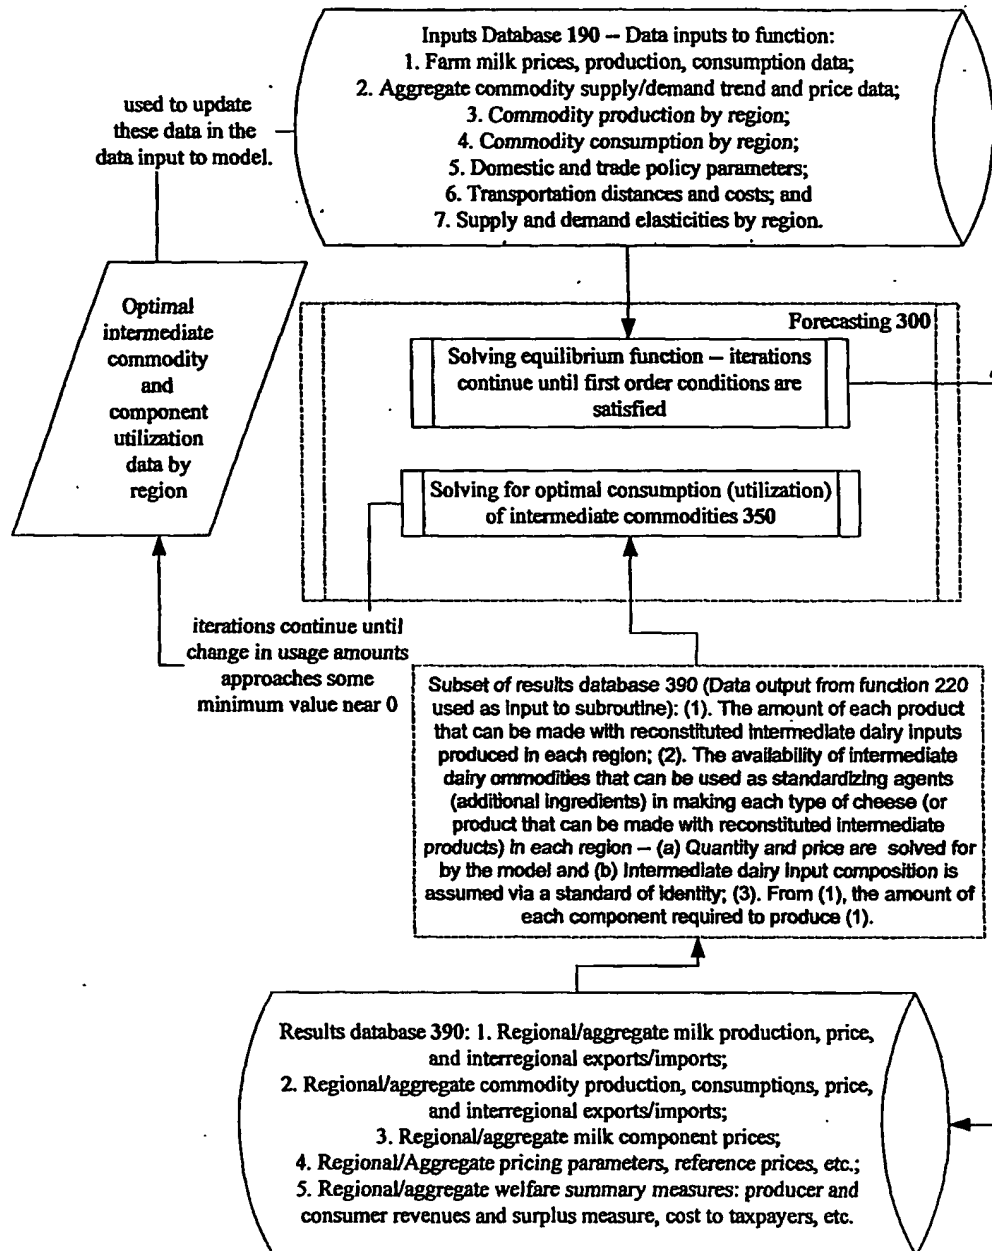 Inputs Database 190 – Data inputs to function:
1. Farm milk prices, production, consumption data;
2. Aggregate commodity supply/demand trend and price data;
3. Commodity production by region;
4. Commodity consumption by region;
5. Domestic and trade policy parameters;
6. Transportation distances and costs; and
7. Supply and demand elasticities by region.
used to update
these data in the
data input to model.
Optimal
intermediate
commodity
and
component
utilization
data by
region
Forecasting 300
Solving equilibrium function – iterations
continue until first order conditions are
satisfied
Solving for optimal consumption (utilization)
of intermediate commodities 350
iterations continue until
change in usage amounts
approaches some
minimum value near 0
Subset of results database 390 (Data output from function 220
used as input to subroutine): (1). The amount of each product
that can be made with reconstituted intermediate dairy inputs
produced in each region; (2). The availability of intermediate
dairy ommodities that can be used as standardizing agents
(additional ingredients) in making each type of cheese (or
product that can be made with reconstituted intermediate
products) in each region – (a) Quantity and price are solved for
by the model and (b) Intermediate dairy input composition is
assumed via a standard of identity; (3). From (1), the amount of
each component required to produce (1).
Results database 390: 1. Regional/aggregate milk production, price,
and interregional exports/imports;
2. Regional/aggregate commodity production, consumptions, price,
and interregional exports/imports;
3. Regional/aggregate milk component prices;
4. Regional/Aggregate pricing parameters, reference prices, etc.;
5. Regional/aggregate welfare summary measures: producer and
consumer revenues and surplus measure, cost to taxpayers, etc.